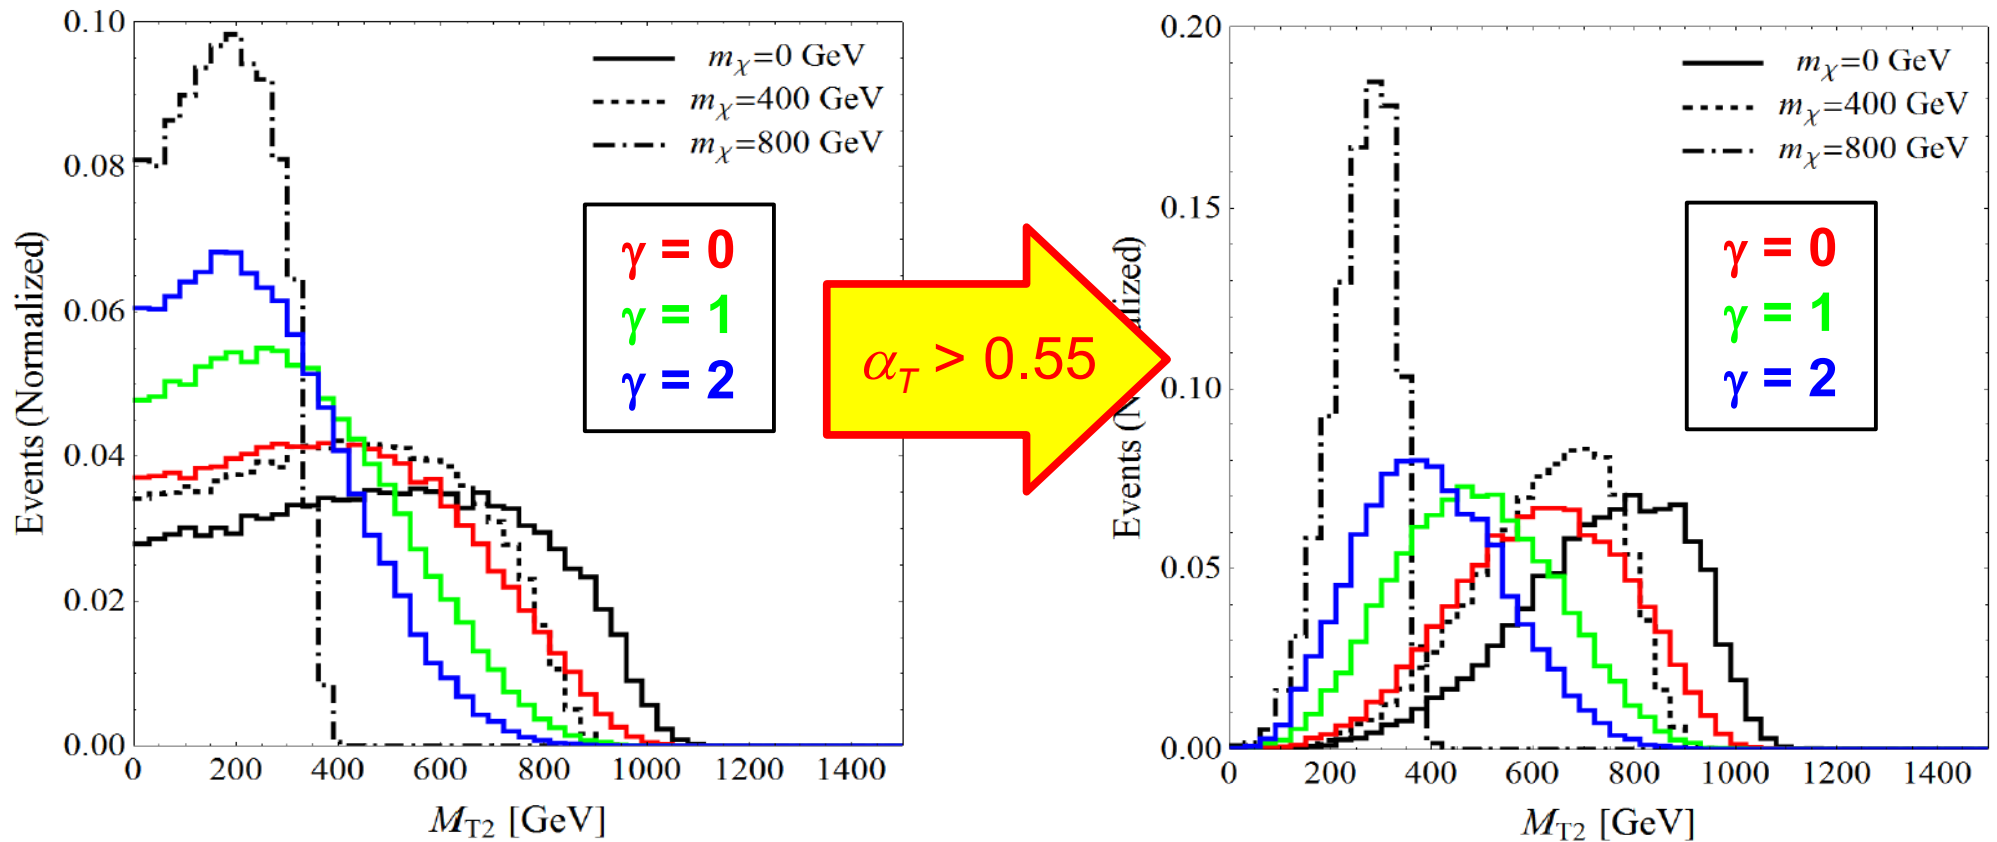 0.10
0.08
0.06
0.04
0.02
0.00
Events (Normalized)
0 200 400 600 800 1000 1200 1400
M_T2 [GeV]
m_χ=0 GeV
m_χ=400 GeV
m_χ=800 GeV
γ = 0
γ = 1
γ = 2
α_T > 0.55
0.20
0.15
0.10
0.05
0.00
Events (N alized)
0 200 400 600 800 1000 1200 1400
M_T2 [GeV]
m_χ=0 GeV
m_χ=400 GeV
m_χ=800 GeV
γ = 0
γ = 1
γ = 2